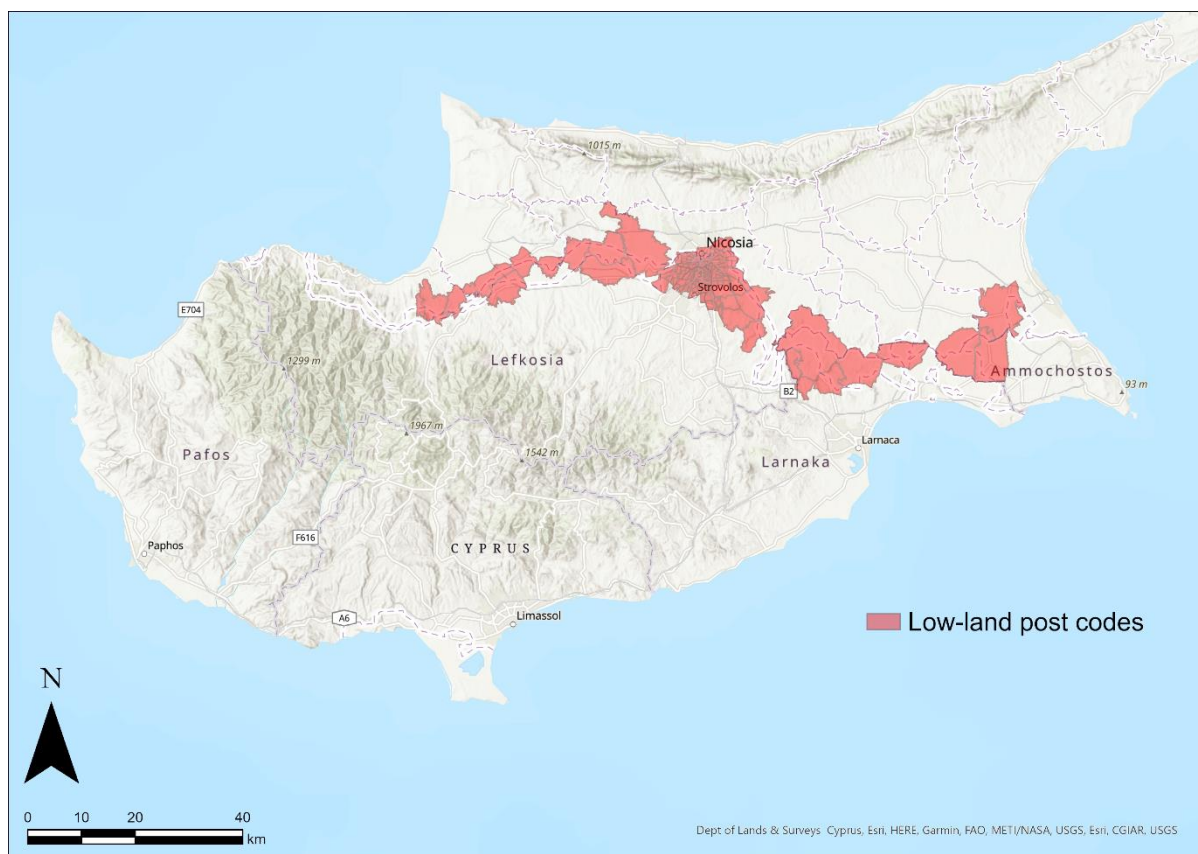 1015 m
Nicosia
Strovolos
E704
1299 m
Lefkosia
Ammochostos
B2
93 m
1967 m
Larnaca
Pafos
1542 m
Larnaka
F616
Paphos
CYPRUS
A6
Limassol
Low-land post codes
N
0 10 20 40
km
Dept of Lands & Surveys Cyprus, Esri, HERE, Garmin, FAO, METI/NASA, USGS, Esri, CGIAR, USGS